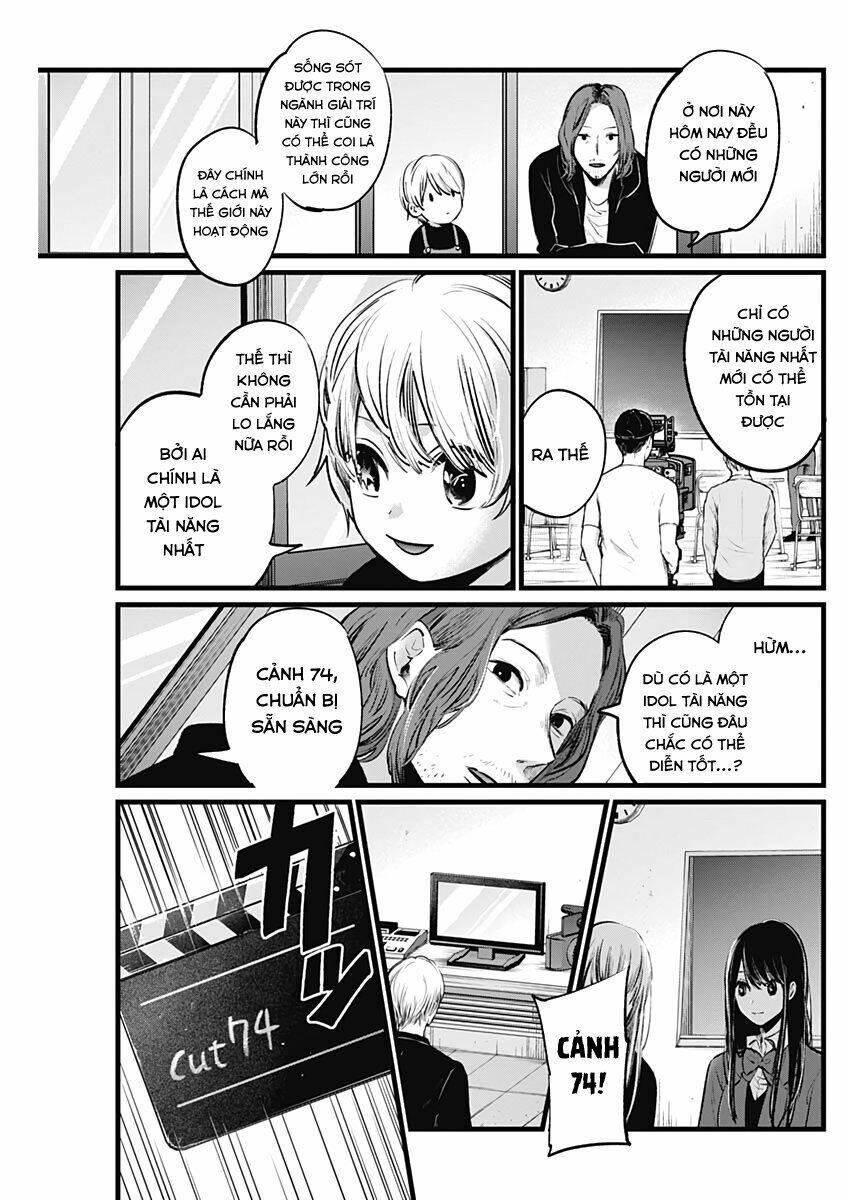 Ở NƠI NÀY
HÔM NAY ĐỀU
CÓ NHỮNG
NGƯỜI MỚI
SỐNG SÓT
ĐƯỢC TRONG
NGÀNH GIẢI TRÍ
NÀY THÌ CŨNG
CÓ THỂ COI LÀ
THÀNH CÔNG
LỚN RỒI
ĐÂY CHÍNH
LÀ CÁCH MÀ
THẾ GIỚI NÀY
HOẠT ĐỘNG
CHỈ CÓ
NHỮNG NGƯỜI
TÀI NĂNG NHẤT
MỚI CÓ THỂ
TỒN TẠI
ĐƯỢC
RA THẾ
THẾ THÌ
KHÔNG
CẦN PHẢI
LO LẮNG
NỮA RỒI
BỞI AI
CHÍNH LÀ
MỘT IDOL
TÀI NĂNG
NHẤT
HỪM...
DÙ CÓ LÀ MỘT
IDOL TÀI NĂNG
THÌ CŨNG ĐÂU
CHẮC CÓ THỂ
DIỄN TỐT...?
CẢNH 74,
CHUẨN BỊ
SẴN SÀNG
CẢNH
74!
カッ
cut74